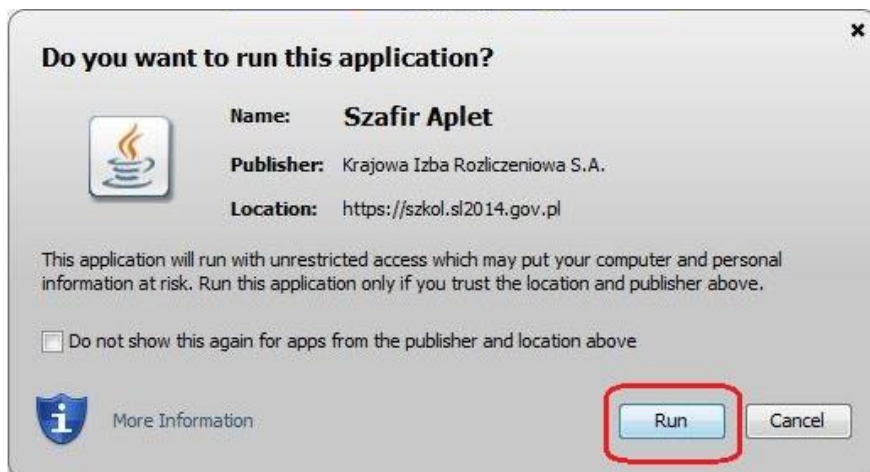 Do you want to run this application?
Name: Szafir Aplet
Publisher: Krajowa Izba Rozliczeniowa S.A.
Location: https://szkol.sl2014.gov.pl
This application will run with unrestricted access which may put your computer and personal
information at risk. Run this application only if you trust the location and publisher above.
Do not show this again for apps from the publisher and location above
More Information
Run
Cancel